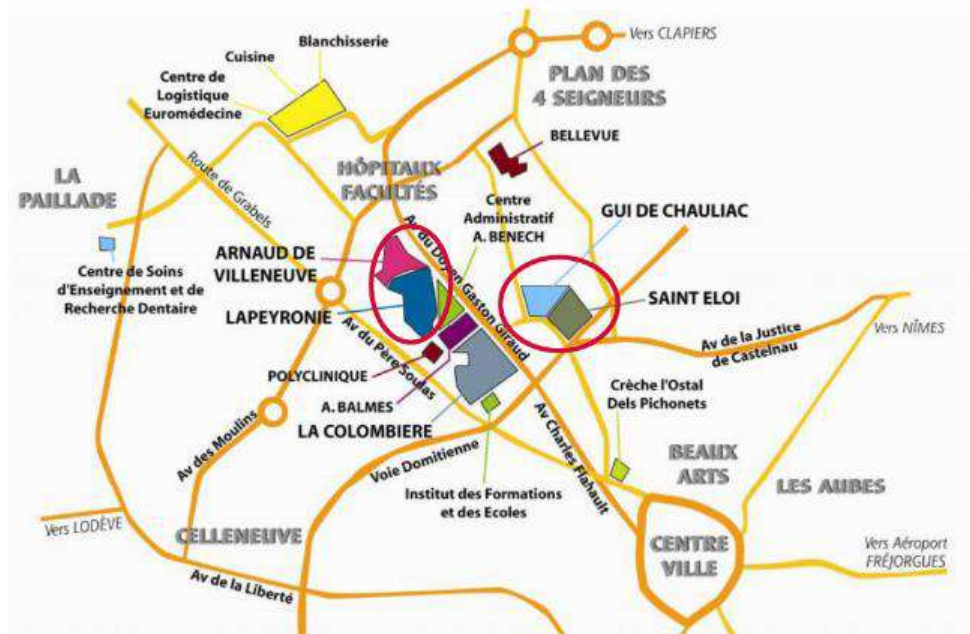 Blanchisserie
Cuisine
Centre de
Logistique
Euromédecine
Vers CLAPIERS
PLAN DES
4 SEIGNEURS
BELLEVUE
HÔPITAUX
FACULTÉS
LA
PAILLADE
Route de Grabels
Centre
Administratif
A. BENECH
GUI DE CHAULIAC
Av du Doyen Gaston Giraud
Centre de Soins
d'Enseignement et de
Recherche Dentaire
ARNAUD DE
VILLENEUVE
LAPEYRONIE
SAINT ELOI
Av du Père Soulas
Av de la Justice
de Castelnau
Vers NÎMES
POLYCLINIQUE
A. BALMES
LA COLOMBIERE
Crèche l'Ostal
Dels Pichonets
Av des Moulins
Voie Domitienne
Av Charles Flahault
BEAUX
ARTS
LES AUBES
Institut des Formations
et des Ecoles
Vers LODÈVE
CELLENEUVE
CENTRE
VILLE
Vers Aéroport
FRÉJORGUES
Av de la Liberté